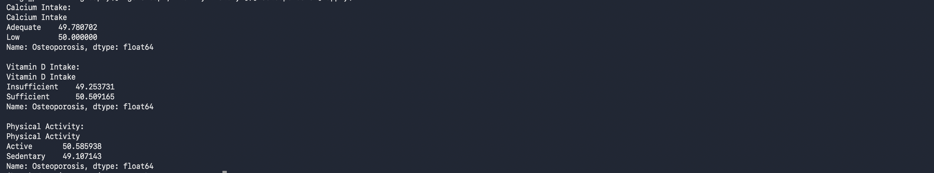 Calcium Intake:
Calcium Intake
Adequate    49.780702
Low         50.000000
Name: Osteoporosis, dtype: float64

Vitamin D Intake:
Vitamin D Intake
Insufficient    49.253731
Sufficient      50.509165
Name: Osteoporosis, dtype: float64

Physical Activity:
Physical Activity
Active       50.585938
Sedentary    49.107143
Name: Osteoporosis, dtype: float64